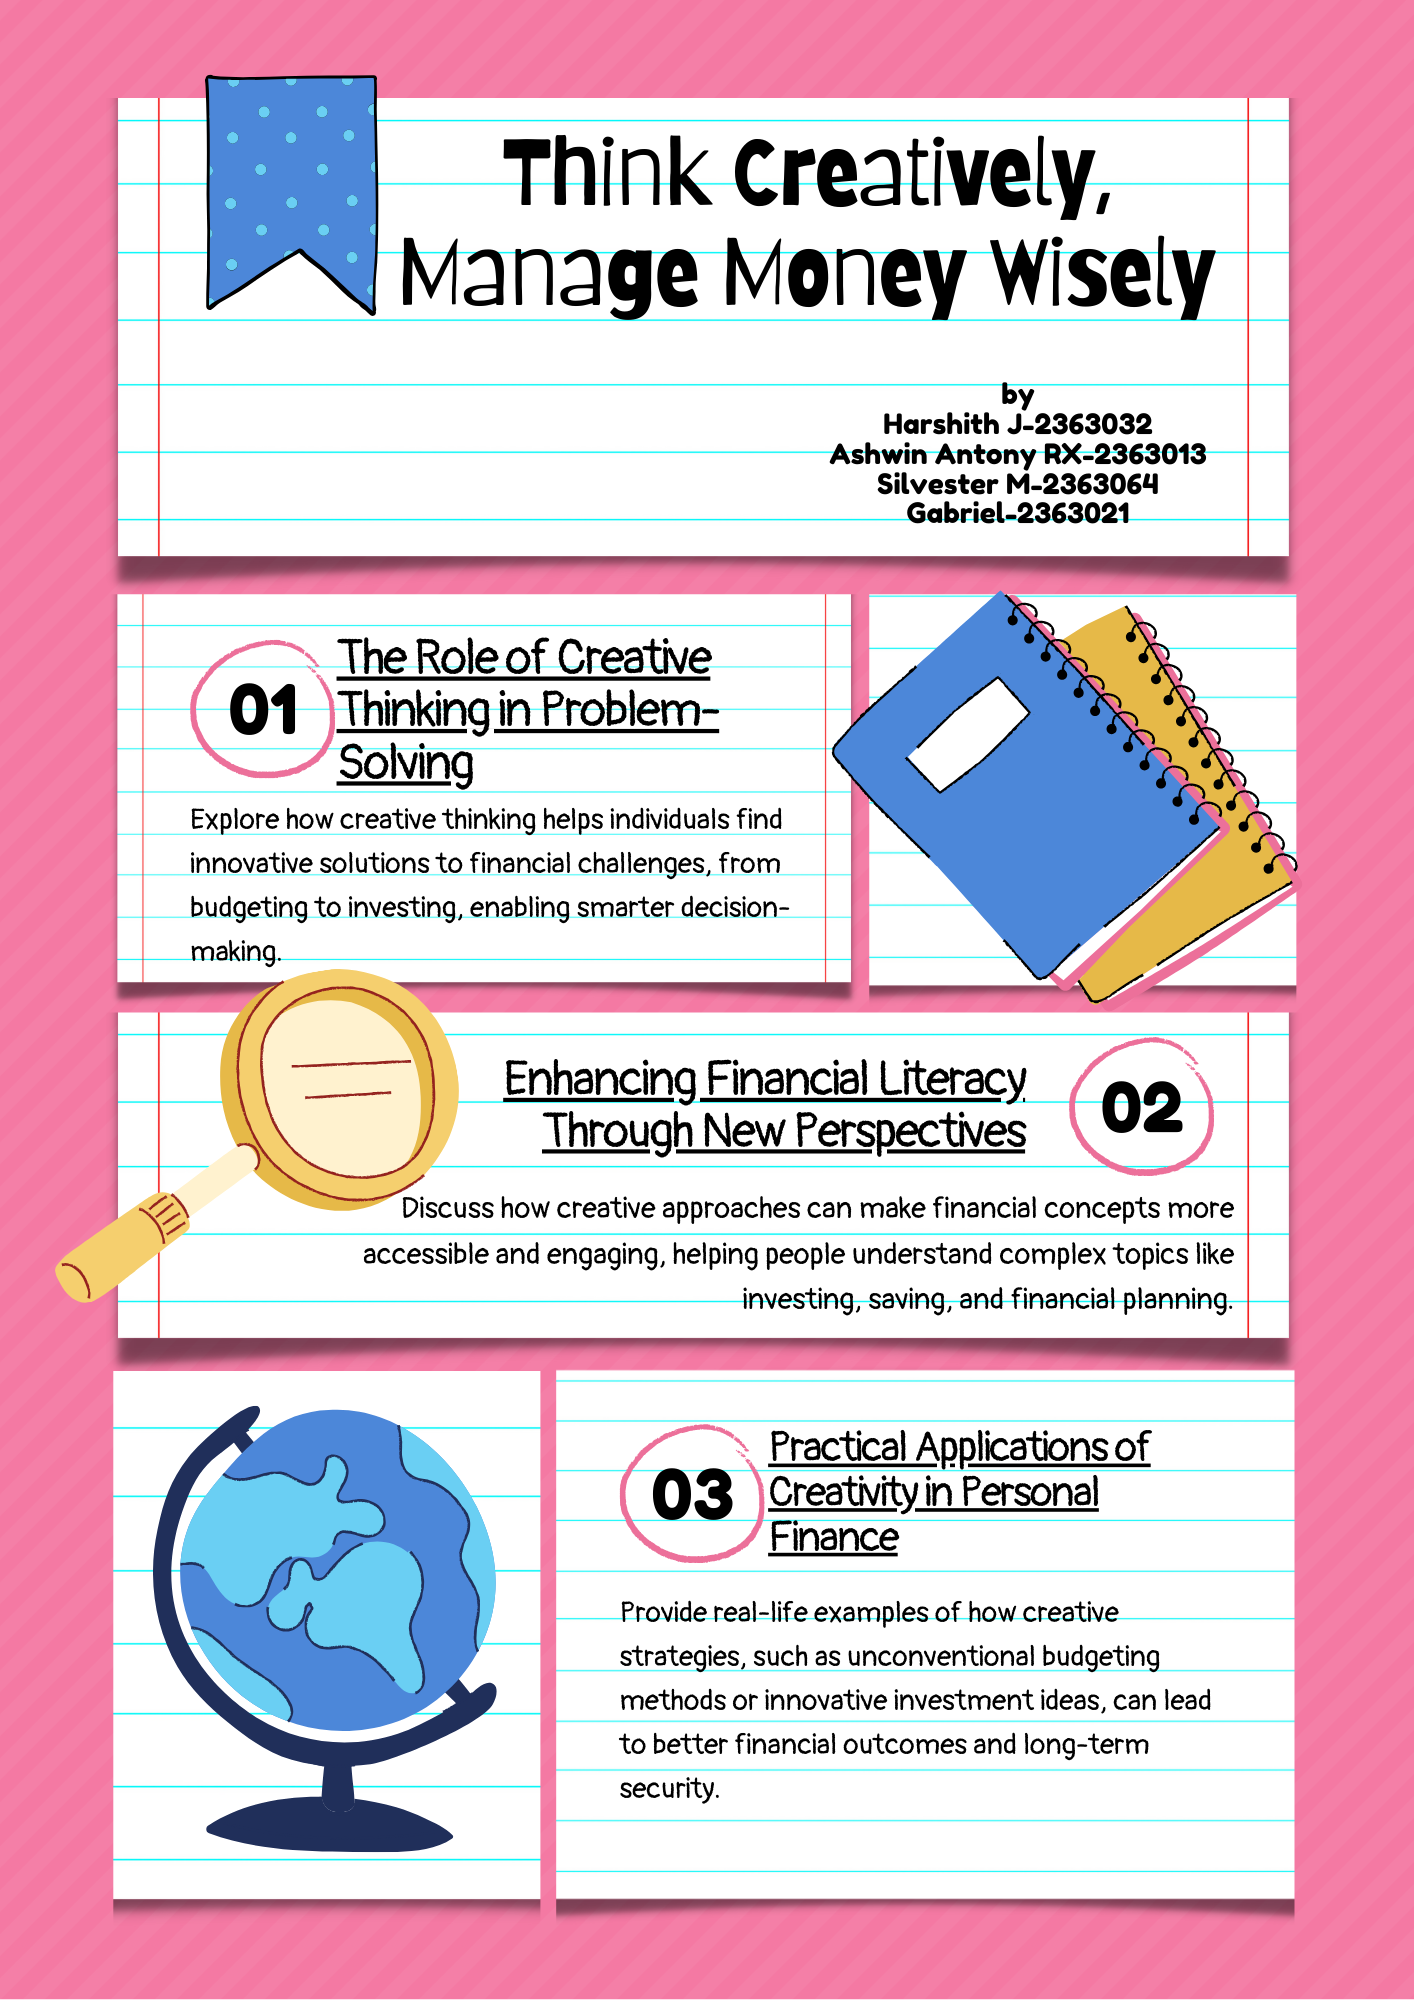 Think Creatively,
Manage Money Wisely
by
Harshith J-2363032
Ashwin Antony RX-2363013
Silvester M-2363064
Gabriel-2363021
01
The Role of Creative
Thinking in Problem-
Solving
Explore how creative thinking helps individuals find
innovative solutions to financial challenges, from
budgeting to investing, enabling smarter decision-
making.
Enhancing Financial Literacy
Through New Perspectives
02
Discuss how creative approaches can make financial concepts more
accessible and engaging, helping people understand complex topics like
investing, saving, and financial planning.
03
Practical Applications of
Creativity in Personal
Finance
Provide real-life examples of how creative
strategies, such as unconventional budgeting
methods or innovative investment ideas, can lead
to better financial outcomes and long-term
security.